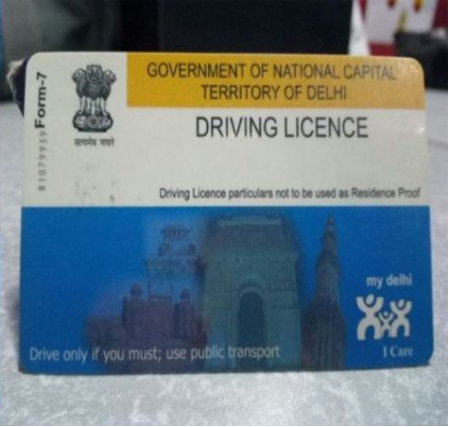 GOVERNMENT OF NATIONAL CAPITAL
TERRITORY OF DELHI
81079939 Form-7
सत्यमेव जयते
DRIVING LICENCE
Driving Licence particulars not to be used as Residence Proof
my delhi
I Care
Drive only if you must; use public transport